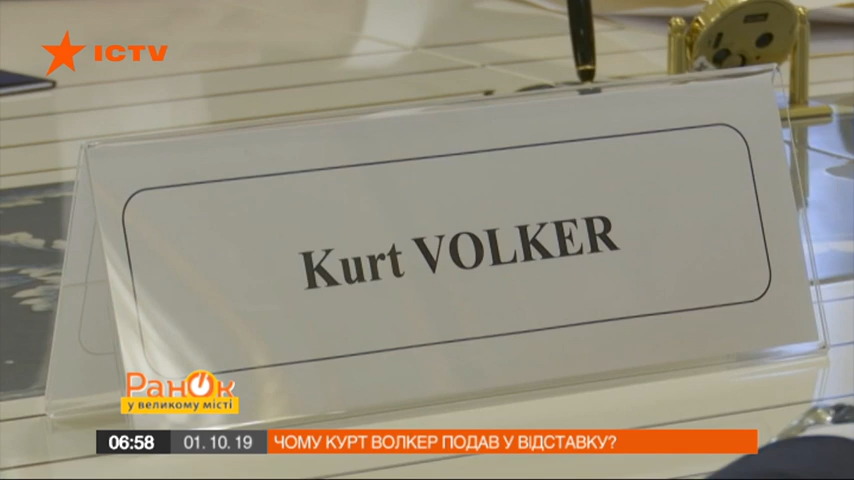 ICTV
Kurt VOLKER
РанОк
у великому місті
06:58 01.10.19 ЧОМУ КУРТ ВОЛКЕР ПОДАВ У ВІДСТАВКУ?